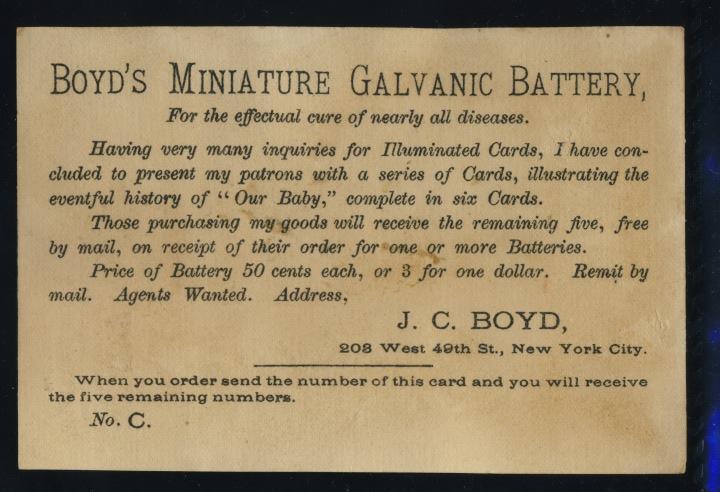 BOYD'S MINIATURE GALVANIC BATTERY,
For the effectual cure of nearly all diseases.
Having very many inquiries for Illuminated Cards, I have con-
cluded to present my patrons with a series of Cards, illustrating the
eventful history of "Our Baby," complete in six Cards.
Those purchasing my goods will receive the remaining five, free
by mail, on receipt of their order for one or more Batteries.
Price of Battery 50 cents each, or 3 for one dollar. Remit by
mail. Agents Wanted. Address,
J. C. BOYD,
203 West 49th St., New York City.
When you order send the number of this card and you will receive
the five remaining numbers.
No. C.